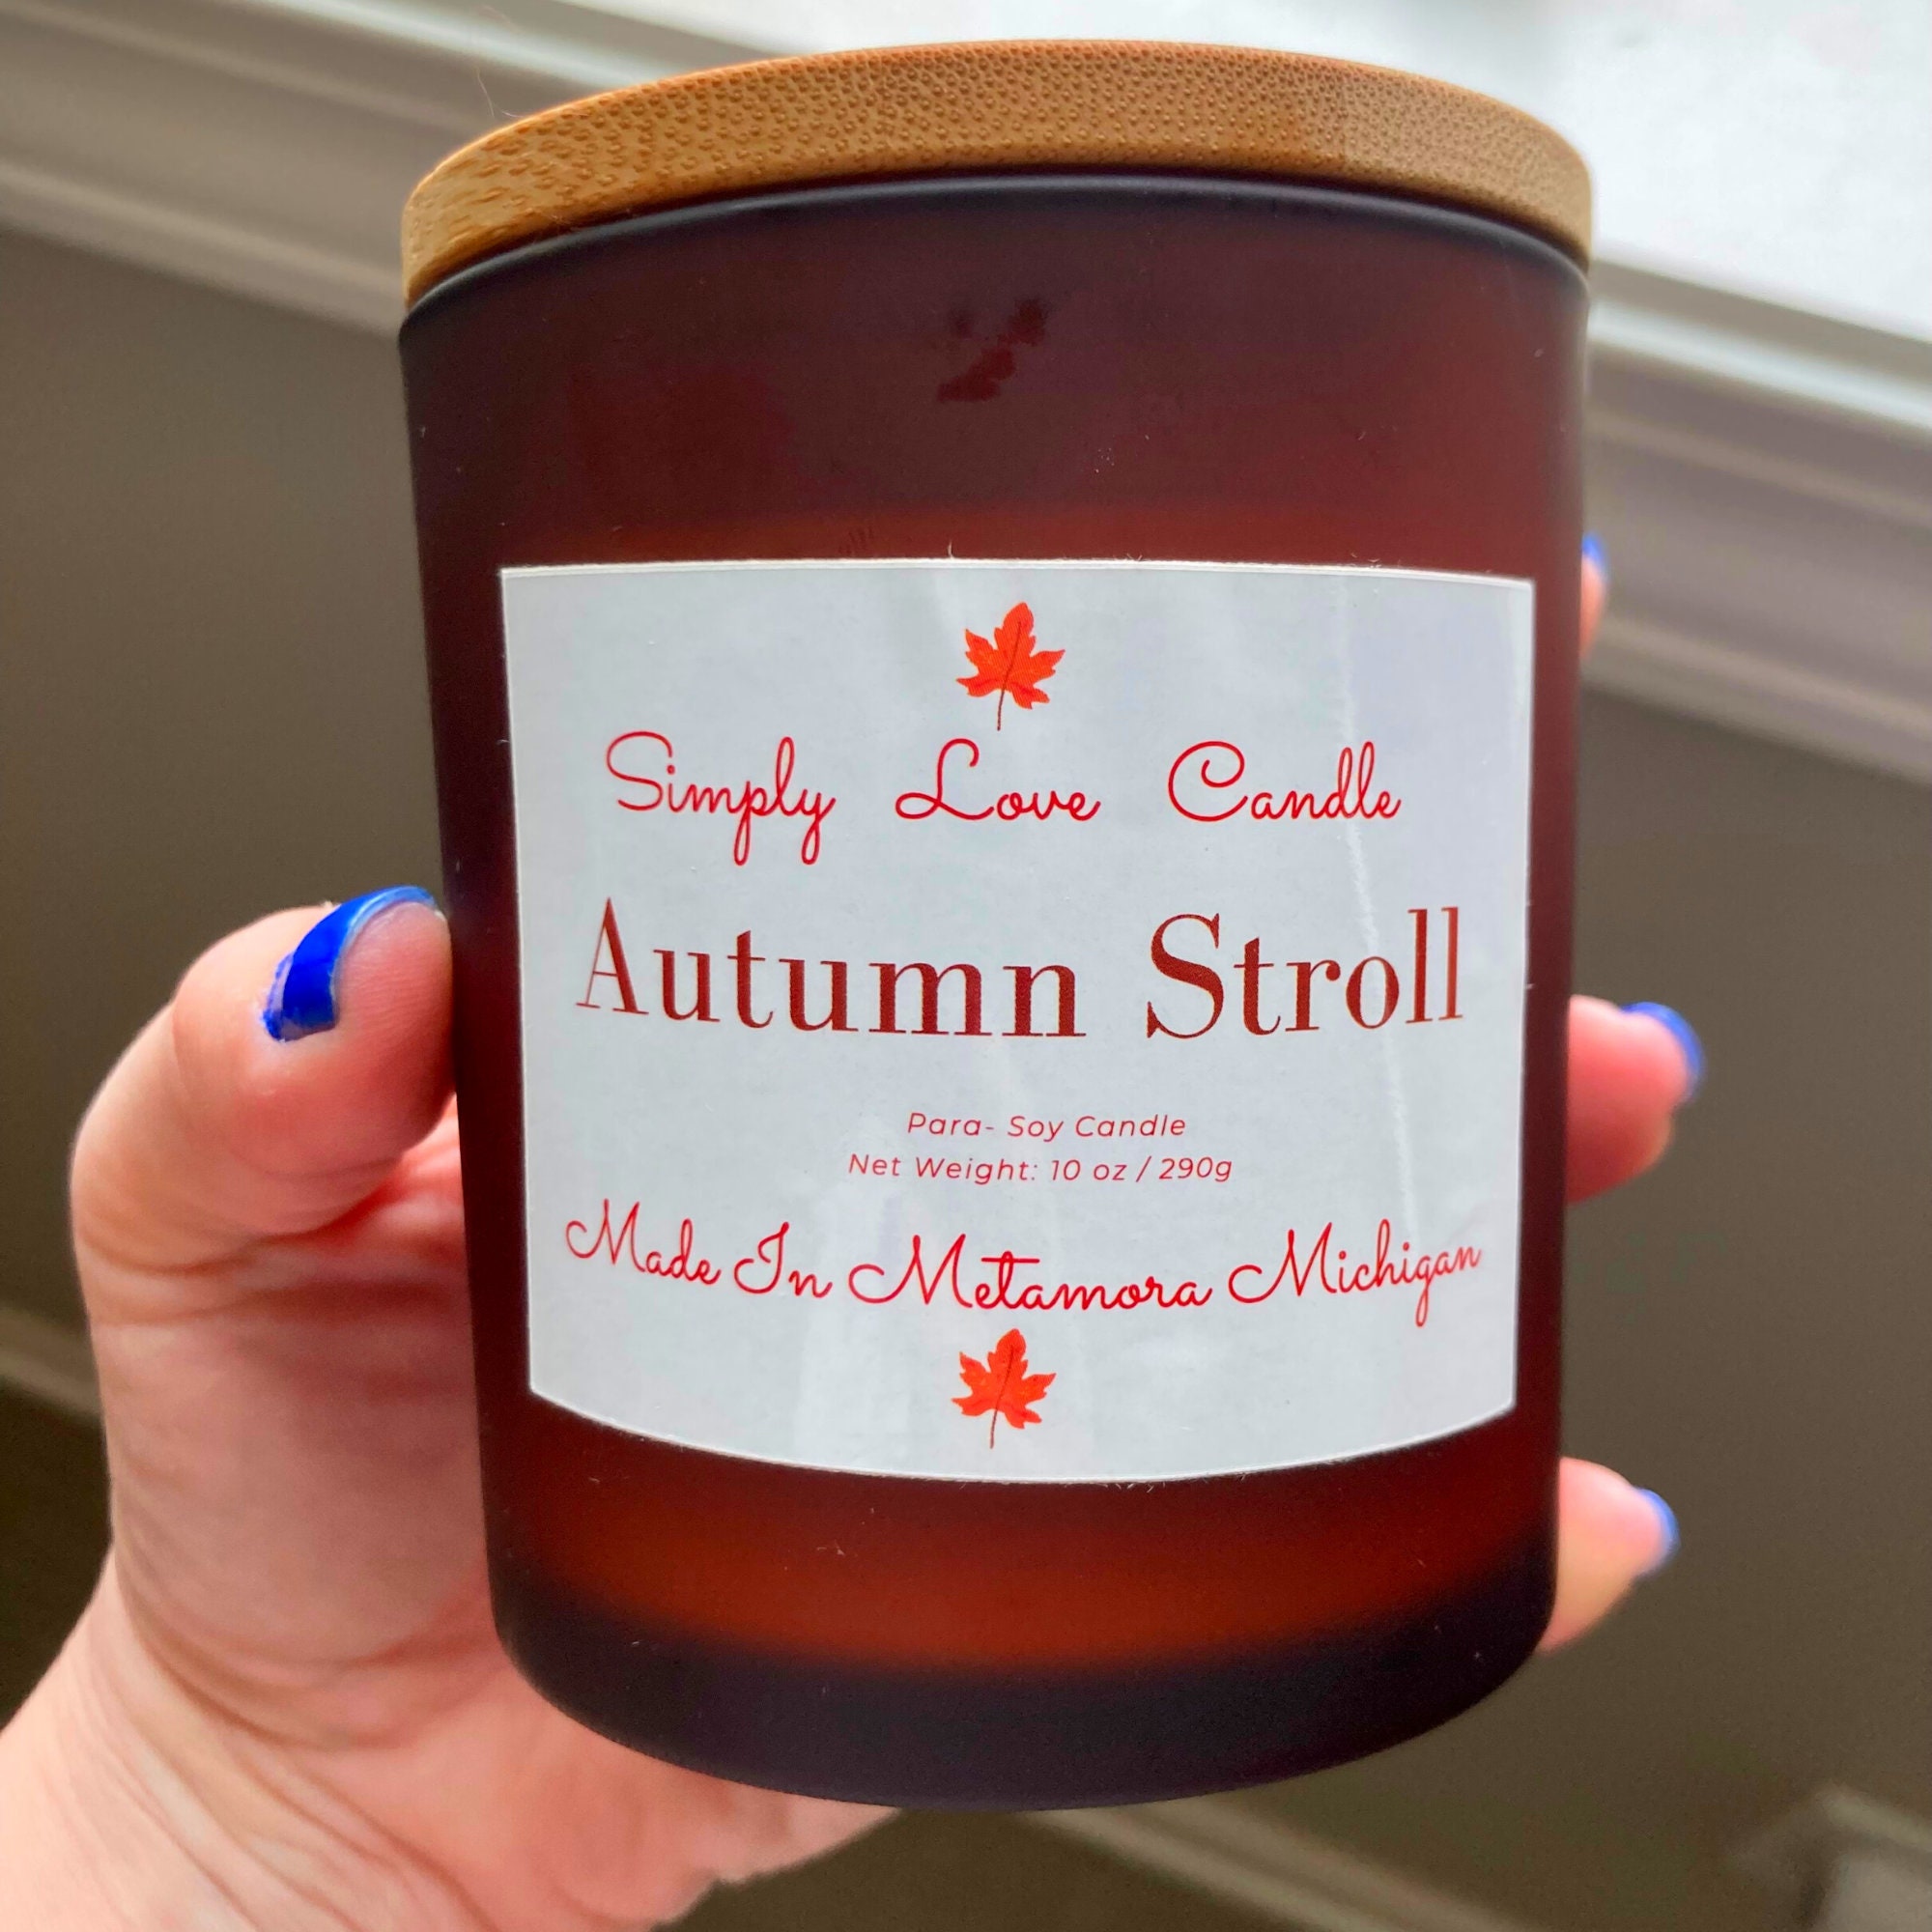 Simply Love Candle
Autumn Stroll
Para- Soy Candle
Net Weight: 10 oz / 290g
Made In Metamora Michigan